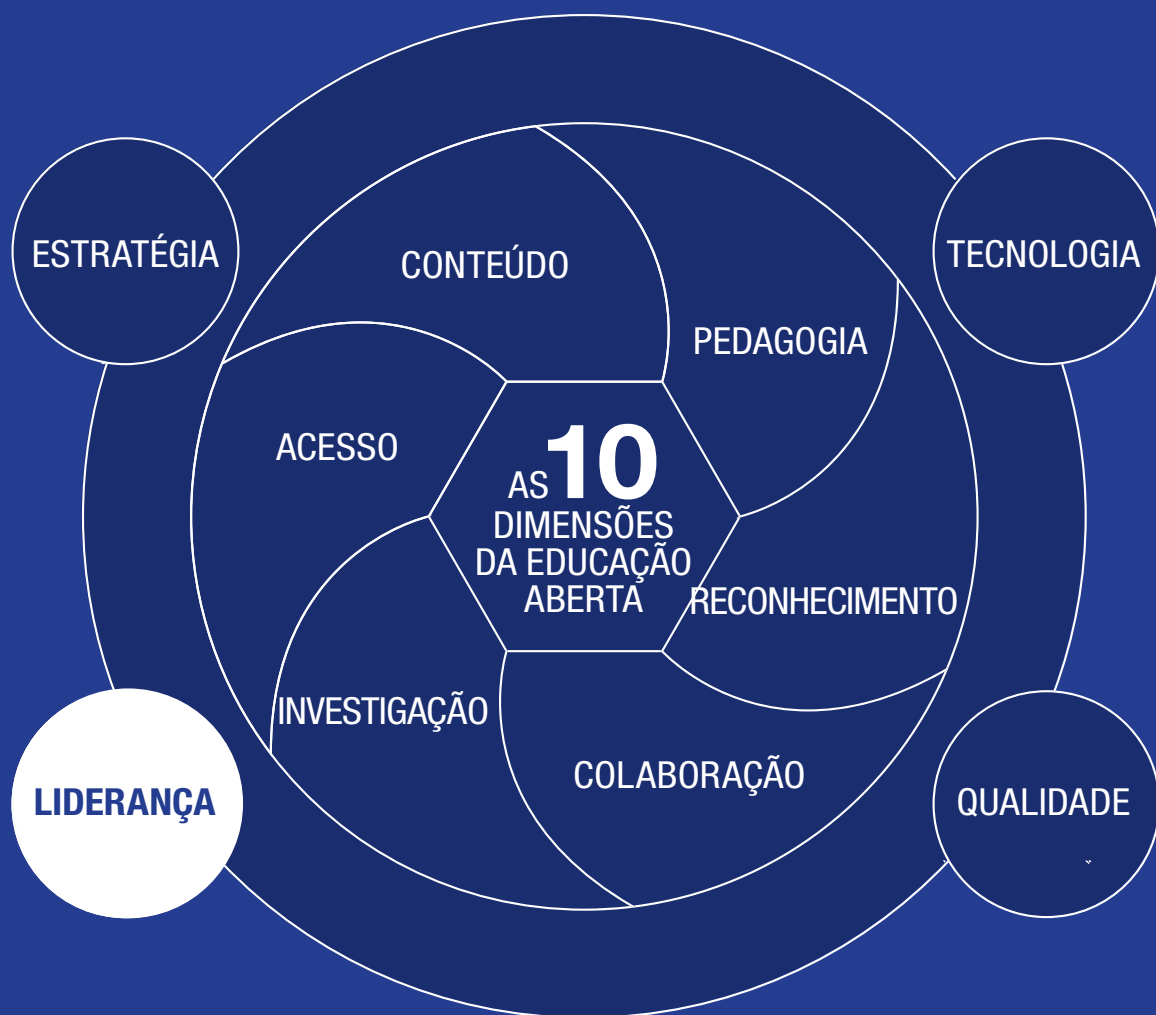 ESTRATÉGIA
TECNOLOGIA
CONTEÚDO
PEDAGOGIA
ACESSO
AS 10
DIMENSÕES
DA EDUCAÇÃO
ABERTA
RECONHECIMENTO
INVESTIGAÇÃO
COLABORAÇÃO
LIDERANÇA
QUALIDADE